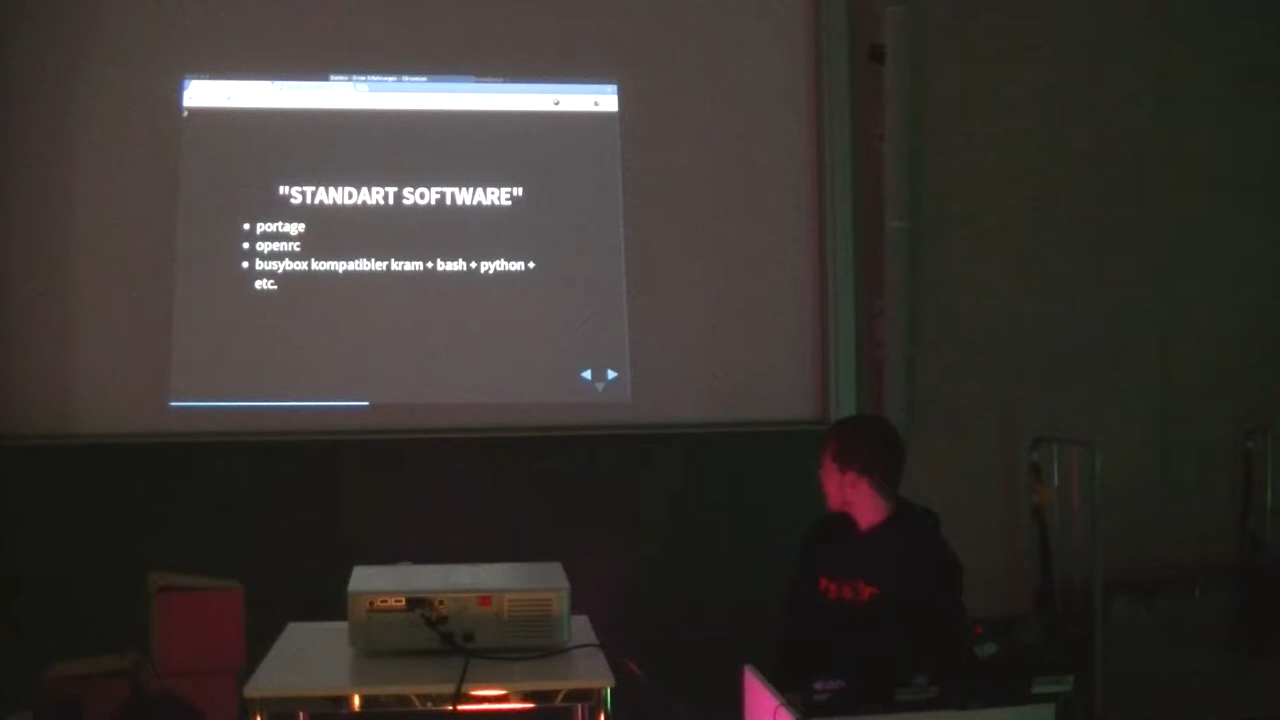 "STANDART SOFTWARE"
• portage
• openrc
• busybox kompatibler kram + bash + python +
etc.